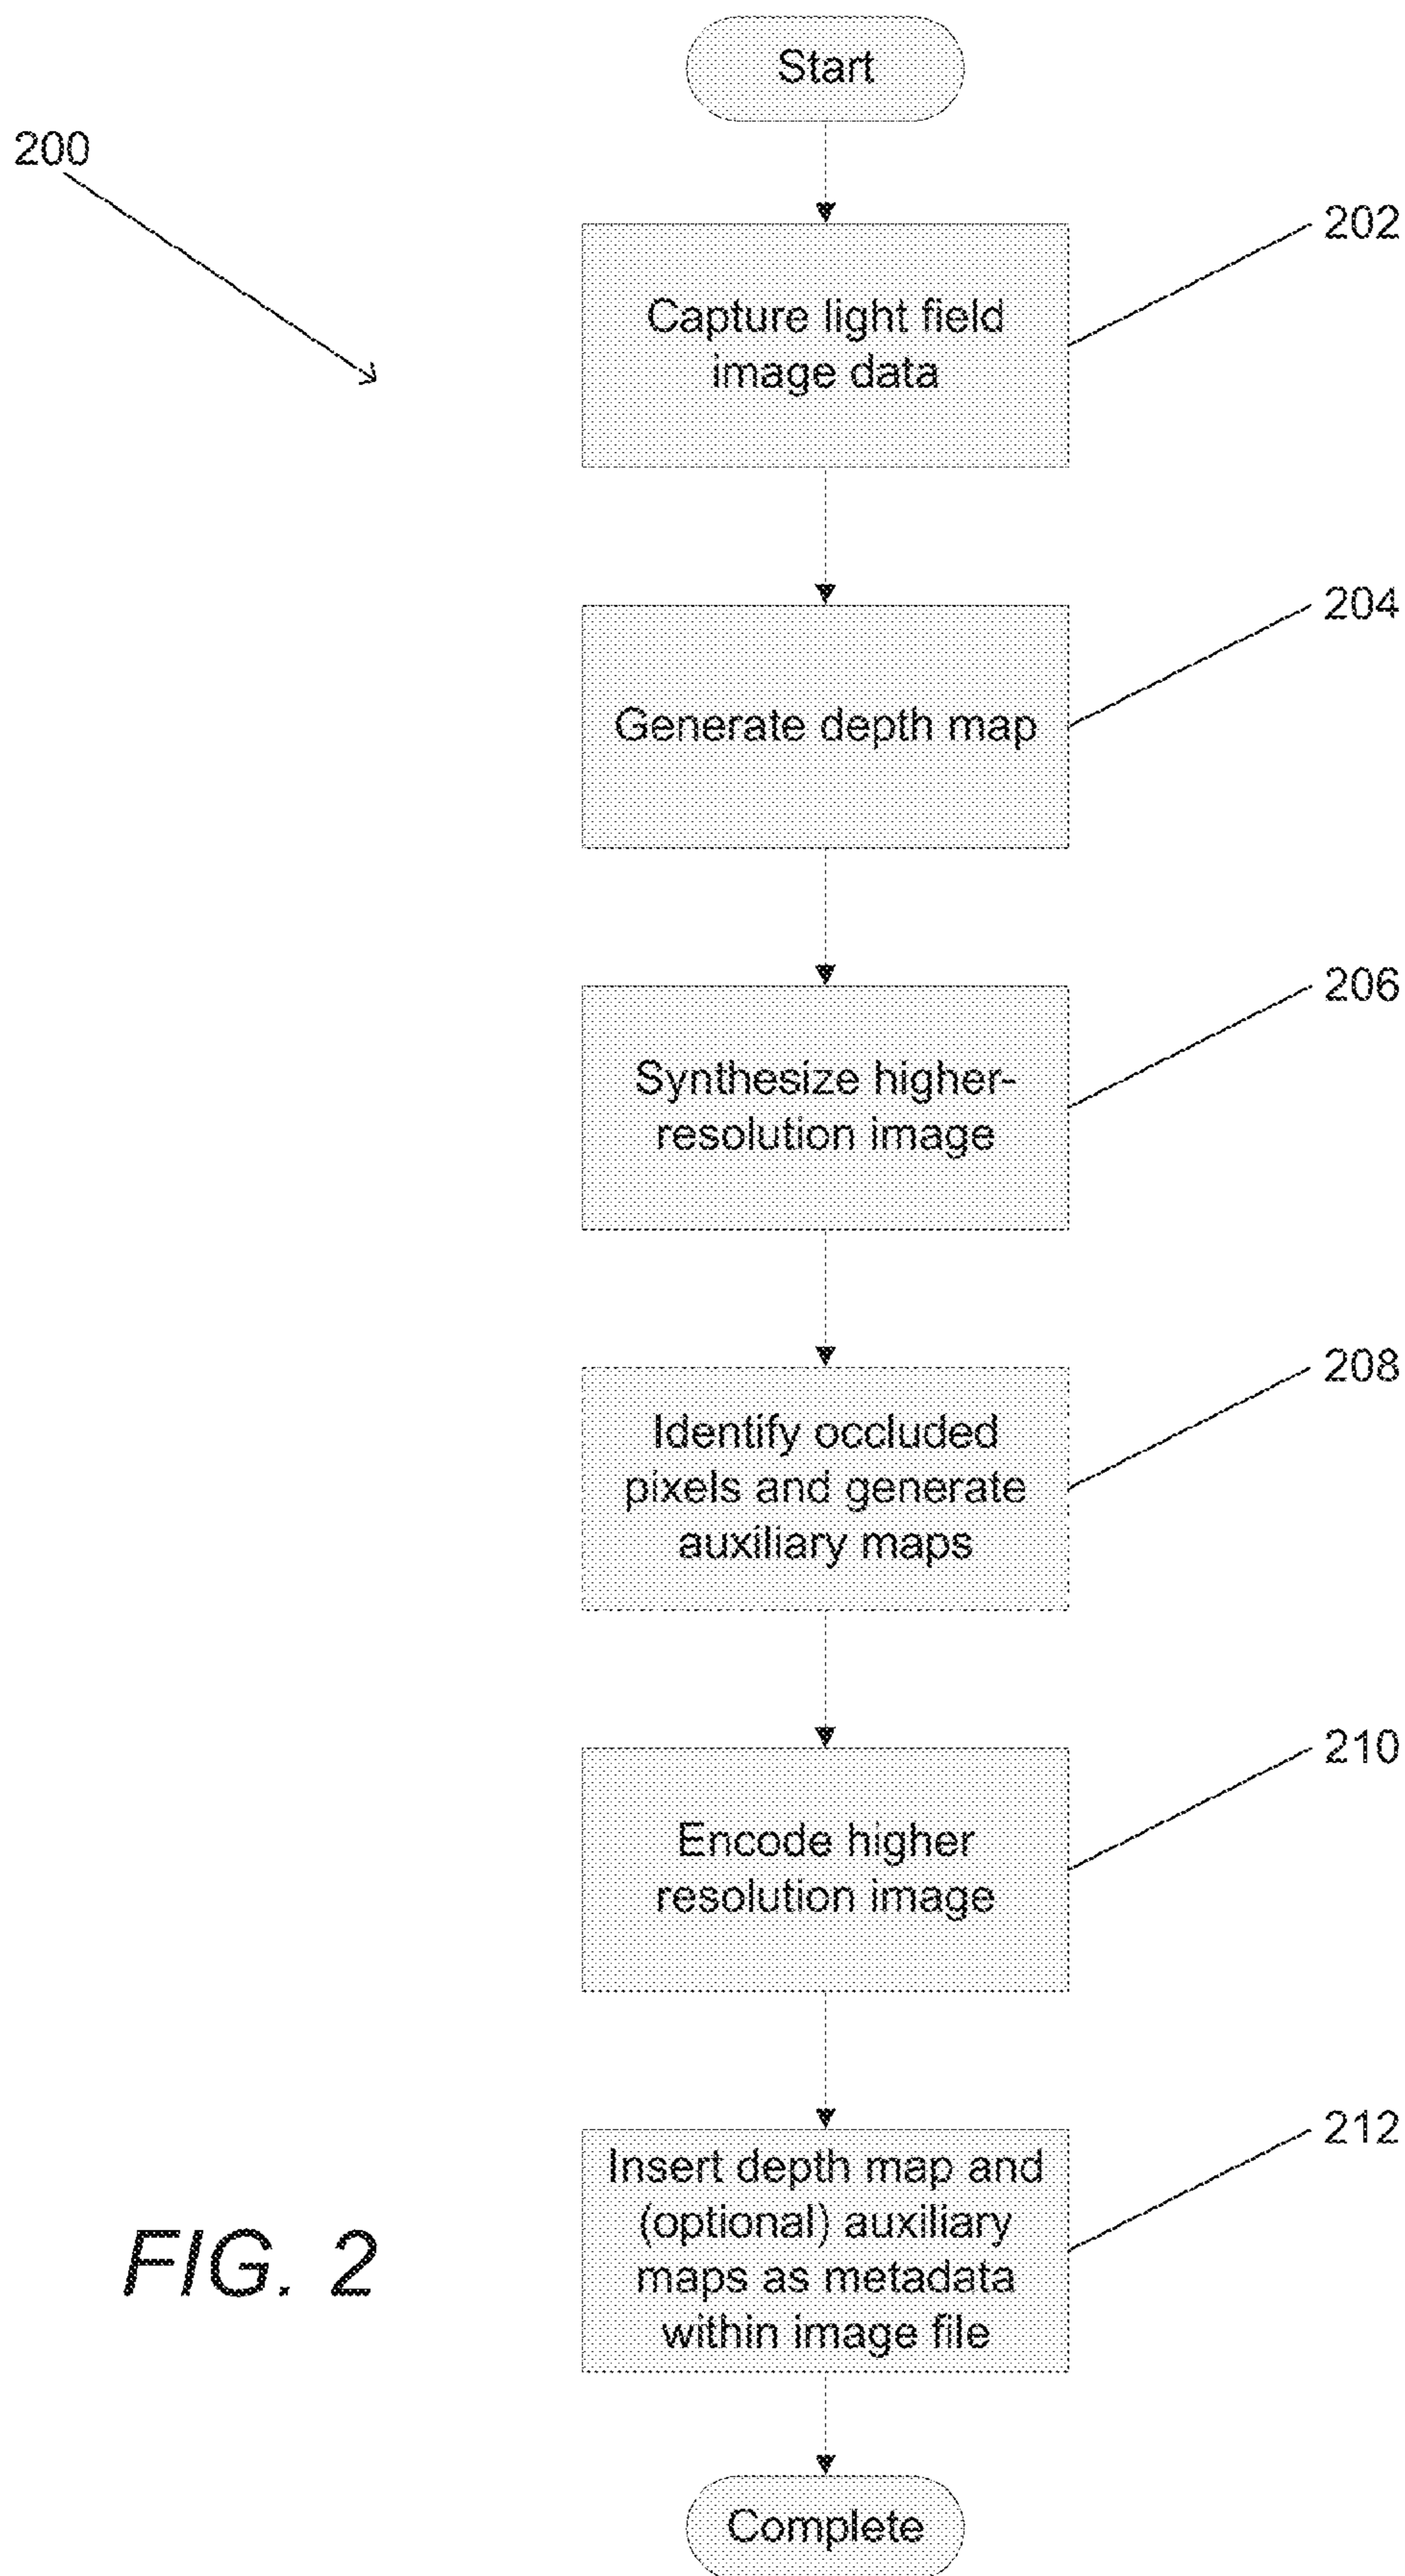 Start
200
202
Capture light field
image data
204
Generate depth map
206
Synthesize higher-
resolution image
208
Identify occluded
pixels and generate
auxiliary maps
210
Encode higher
resolution image
212
Insert depth map and
(optional) auxiliary
maps as metadata
within image file
FIG. 2
Complete